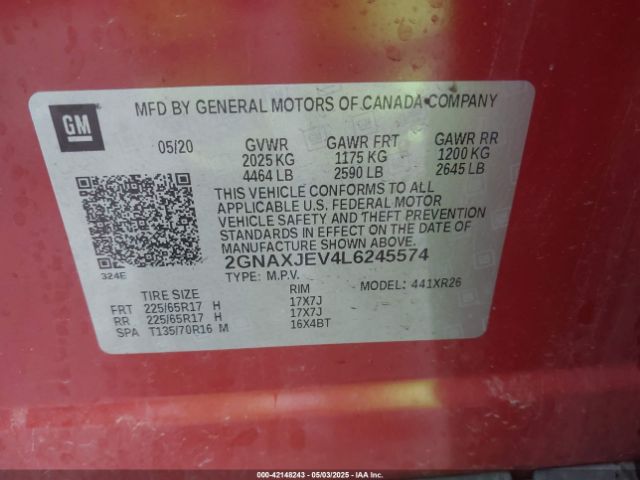 GM
MFD BY GENERAL MOTORS OF CANADA COMPANY
05/20 GVWR GAWR FRT GAWR RR
2025 KG 1175 KG 1200 KG
4464 LB 2590 LB 2645 LB
THIS VEHICLE CONFORMS TO ALL
APPLICABLE U.S. FEDERAL MOTOR
VEHICLE SAFETY AND THEFT PREVENTION
STANDARDS IN EFFECT ON THE DATE OF
MANUFACTURE SHOWN ABOVE.
324E
2GNAXJEV4L6245574
TYPE: M.P.V. MODEL: 441XR26
TIRE SIZE RIM
FRT 225/65R17 H 17X7J
RR 225/65R17 H 17X7J
SPA T135/70R16 M 16X4BT
000-42148243 - 05/03/2025 - IAA Inc.